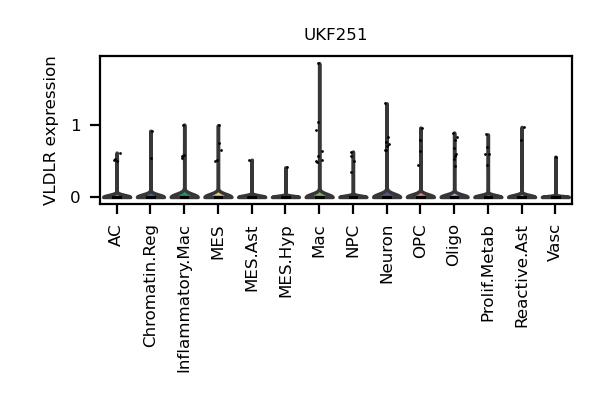 UKF251
VLDLR expression
1
0
AC
Chromatin.Reg
Inflammatory.Mac
MES
MES.Ast
MES.Hyp
Mac
NPC
Neuron
OPC
Oligo
Prolif.Metab
Reactive.Ast
Vasc